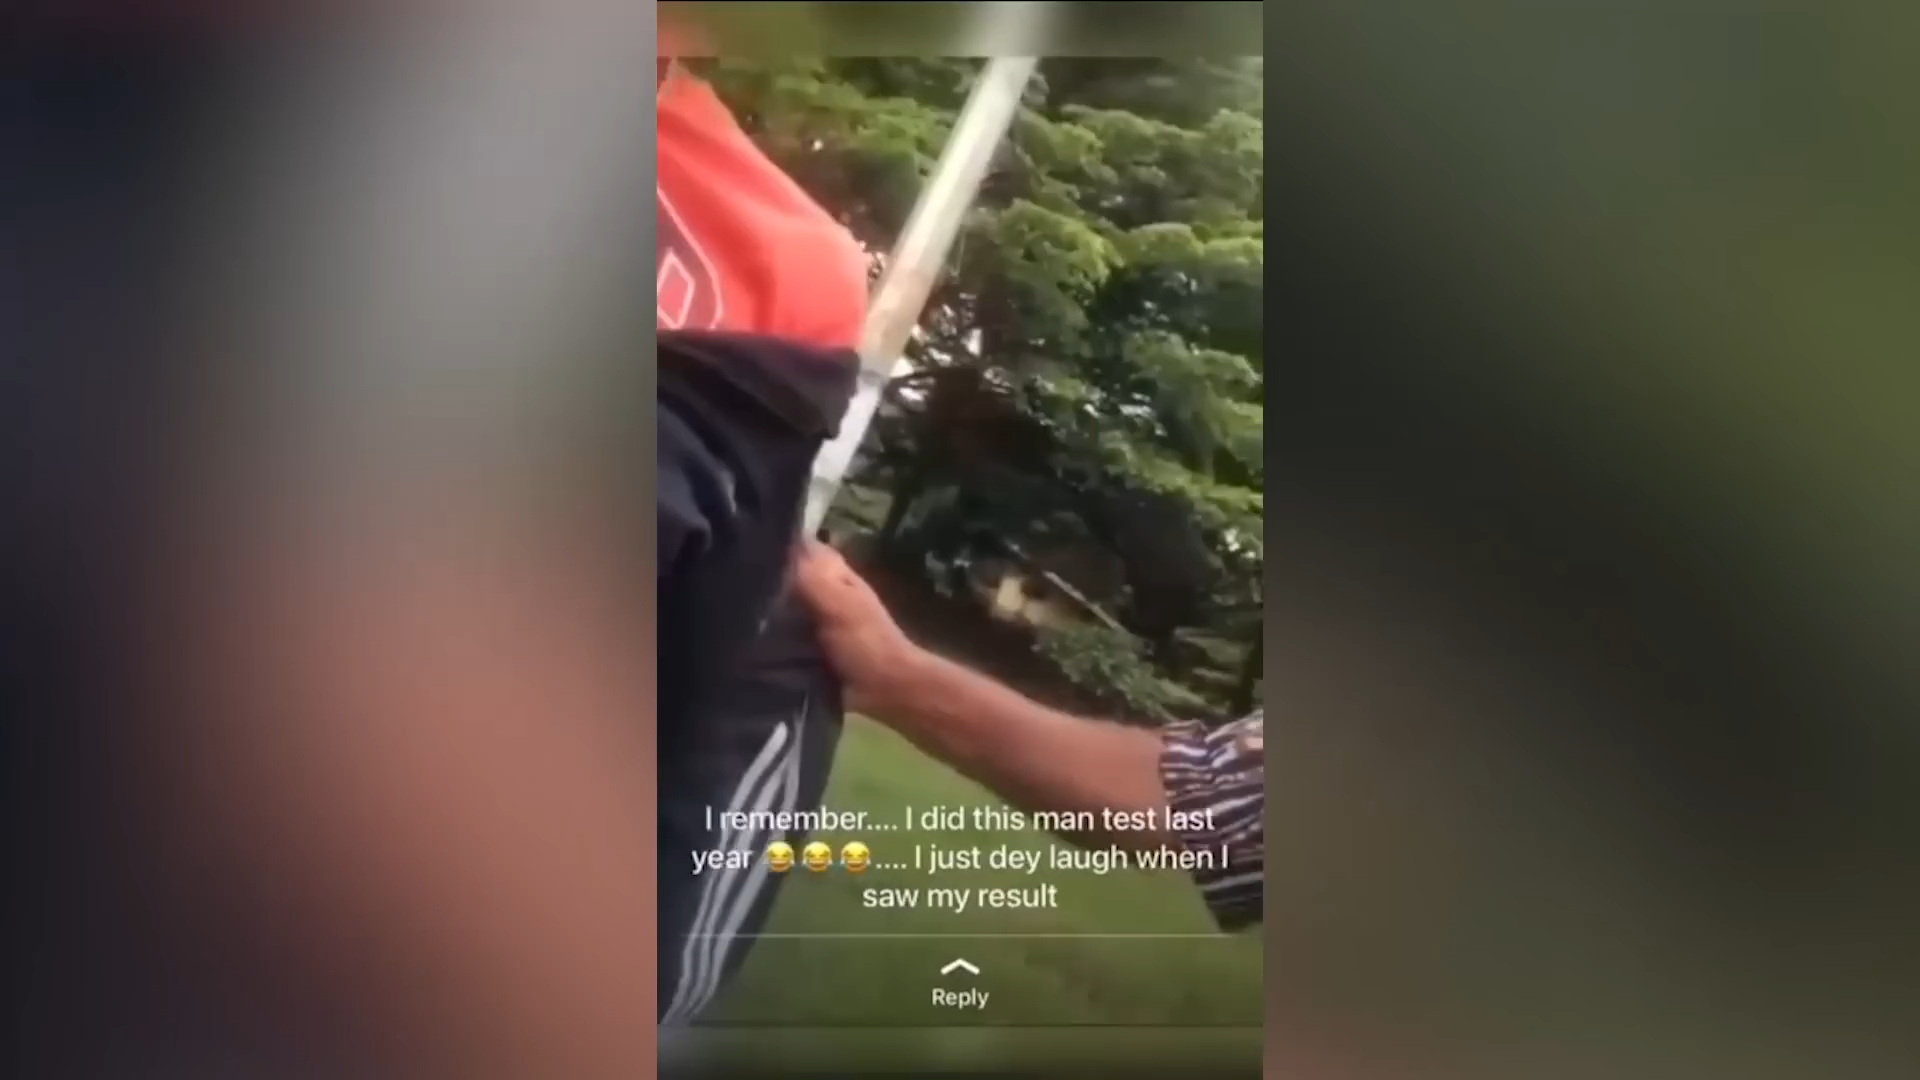 I remember.... I did this man test last
year 😂😂😂.... I just dey laugh when I
saw my result
Reply